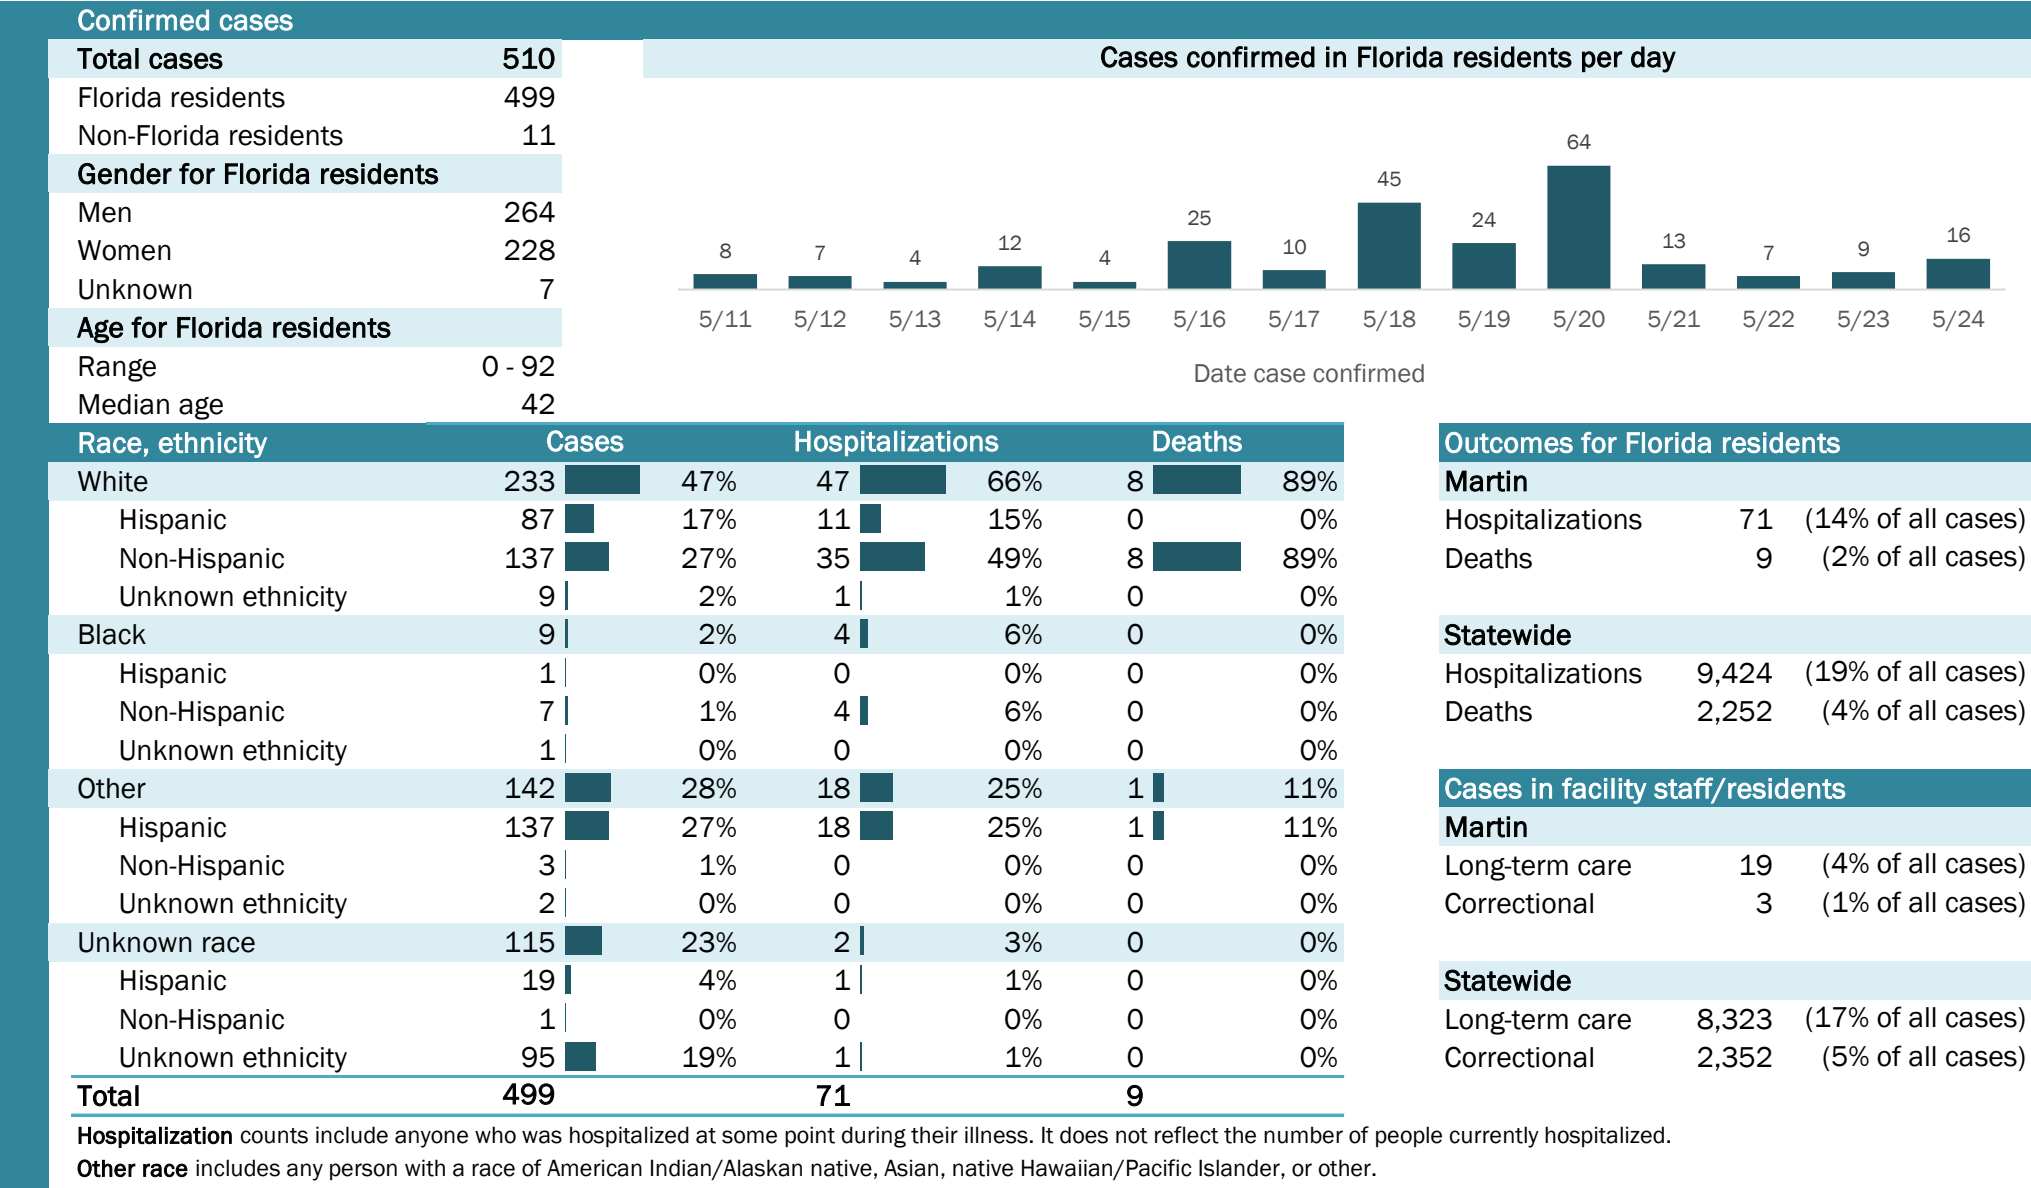 Confirmed cases
Total cases 510
Florida residents 499
Non-Florida residents 11
Gender for Florida residents
Men 264
Women 228
Unknown 7
Age for Florida residents
Range 0 - 92
Median age 42
Cases confirmed in Florida residents per day
8 7 4 12 4 25 10 45 24 64 13 7 9 16
5/11 5/12 5/13 5/14 5/15 5/16 5/17 5/18 5/19 5/20 5/21 5/22 5/23 5/24
Date case confirmed
Race, ethnicity Cases Hospitalizations Deaths
White 233 47% 47 66% 8 89%
Hispanic 87 17% 11 15% 0 0%
Non-Hispanic 137 27% 35 49% 8 89%
Unknown ethnicity 9 2% 1 1% 0 0%
Black 9 2% 4 6% 0 0%
Hispanic 1 0% 0 0% 0 0%
Non-Hispanic 7 1% 4 6% 0 0%
Unknown ethnicity 1 0% 0 0% 0 0%
Other 142 28% 18 25% 1 11%
Hispanic 137 27% 18 25% 1 11%
Non-Hispanic 3 1% 0 0% 0 0%
Unknown ethnicity 2 0% 0 0% 0 0%
Unknown race 115 23% 2 3% 0 0%
Hispanic 19 4% 1 1% 0 0%
Non-Hispanic 1 0% 0 0% 0 0%
Unknown ethnicity 95 19% 1 1% 0 0%
Total 499 71 9
Outcomes for Florida residents
Martin
Hospitalizations 71 (14% of all cases)
Deaths 9 (2% of all cases)
Statewide
Hospitalizations 9,424 (19% of all cases)
Deaths 2,252 (4% of all cases)
Cases in facility staff/residents
Martin
Long-term care 19 (4% of all cases)
Correctional 3 (1% of all cases)
Statewide
Long-term care 8,323 (17% of all cases)
Correctional 2,352 (5% of all cases)
Hospitalization counts include anyone who was hospitalized at some point during their illness. It does not reflect the number of people currently hospitalized.
Other race includes any person with a race of American Indian/Alaskan native, Asian, native Hawaiian/Pacific Islander, or other.